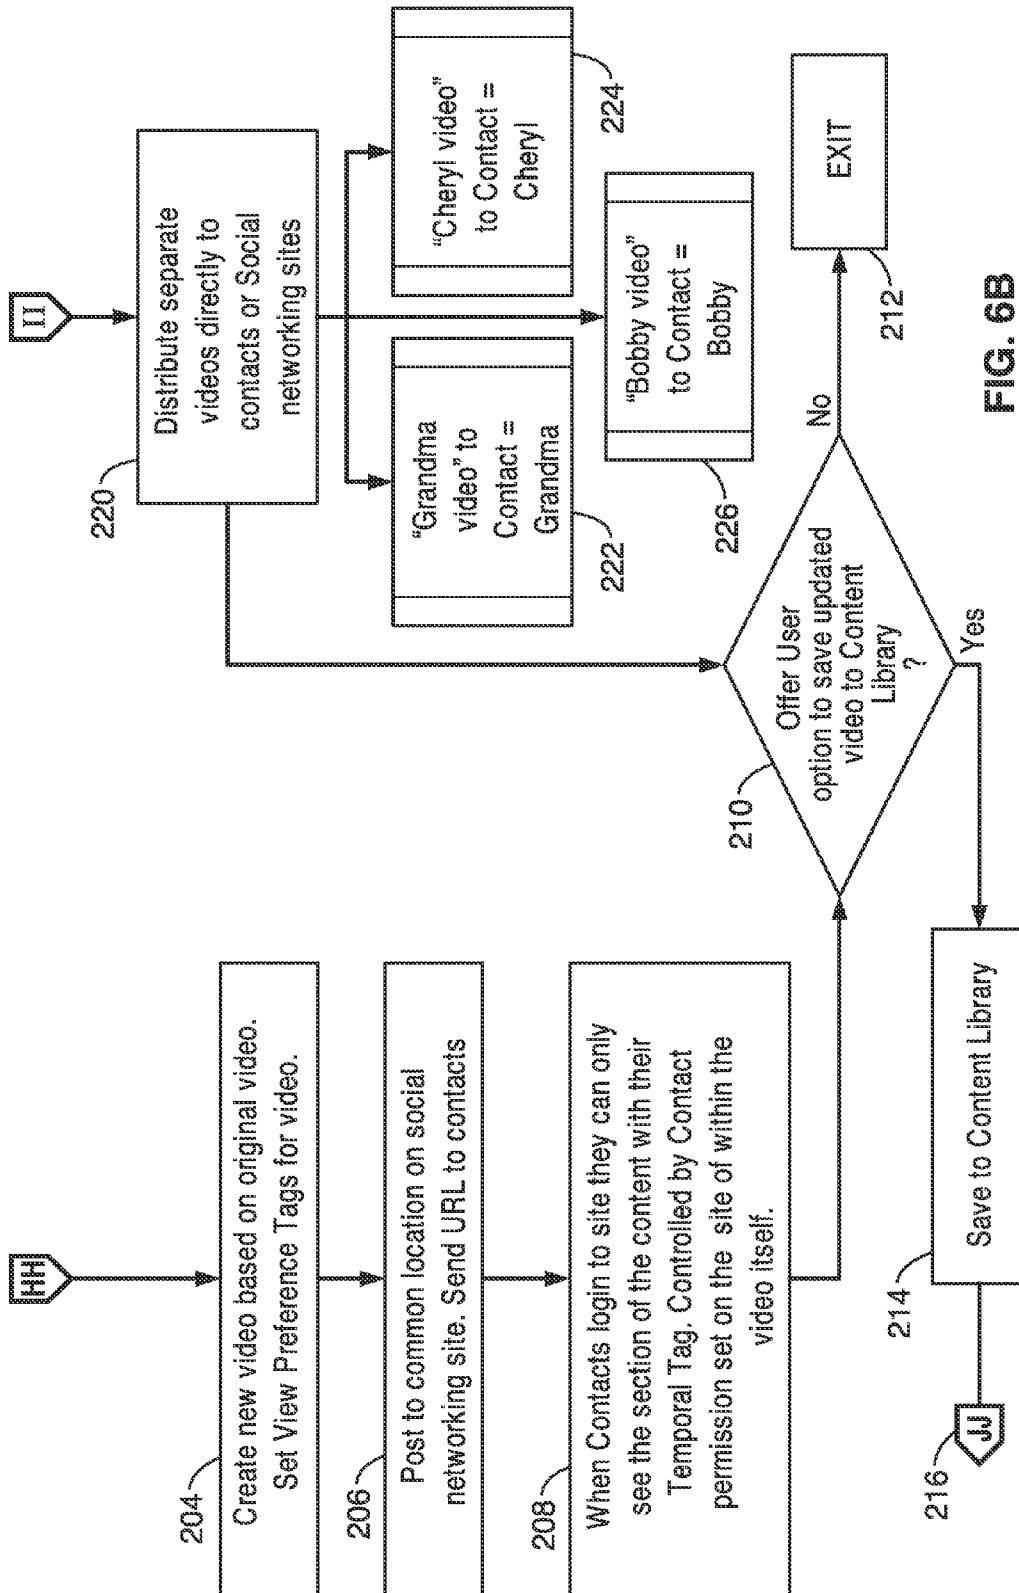 HH
204
Create new video based on original video.
Set View Preference Tags for video.
206
Post to common location on social
networking site. Send URL to contacts
208
When Contacts login to site they can only
see the section of the content with their
Temporal Tag. Controlled by Contact
permission set on the site of within the
video itself.
II
220
Distribute separate
videos directly to
contacts or Social
networking sites
"Grandma
video" to
Contact =
Grandma
222
"Cheryl video"
to Contact =
Cheryl
224
"Bobby video"
to Contact =
Bobby
226
210
Offer User
option to save updated
video to Content
Library
?
No
EXIT
212
Yes
214
Save to Content Library
216
JJ
FIG. 6B